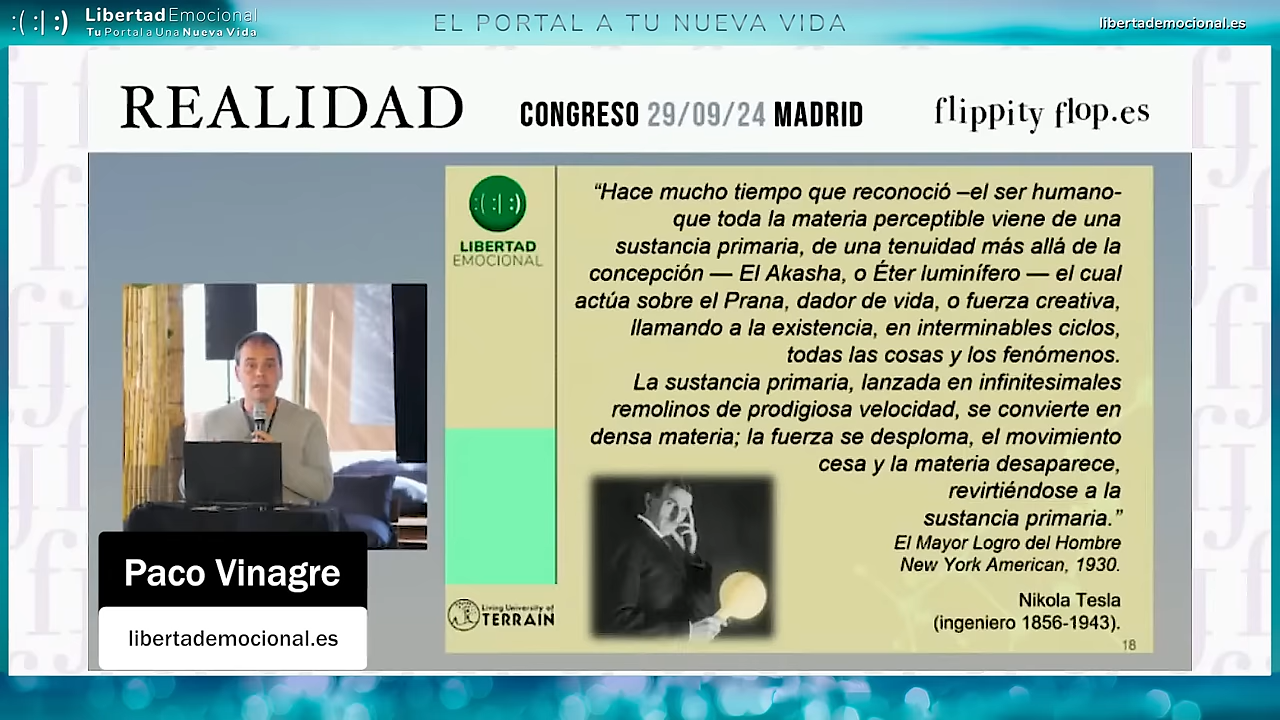 :(|:)
Libertad Emocional
Tu Portal a Una Nueva Vida
EL PORTAL A TU NUEVA VIDA
libertademocional.es
REALIDAD
CONGRESO 29/09/24 MADRID
flippity flop.es
:(|:)
LIBERTAD
EMOCIONAL
“Hace mucho tiempo que reconoció –el ser humano-
que toda la materia perceptible viene de una
sustancia primaria, de una tenuidad más allá de la
concepción — El Akasha, o Éter luminífero — el cual
actúa sobre el Prana, dador de vida, o fuerza creativa,
llamando a la existencia, en interminables ciclos,
todas las cosas y los fenómenos.
La sustancia primaria, lanzada en infinitesimales
remolinos de prodigiosa velocidad, se convierte en
densa materia; la fuerza se desploma, el movimiento
cesa y la materia desaparece,
revirtiéndose a la
sustancia primaria.”
El Mayor Logro del Hombre
New York American, 1930.
Nikola Tesla
(ingeniero 1856-1943).
18
Living University of
TERRAIN
Paco Vinagre
libertademocional.es